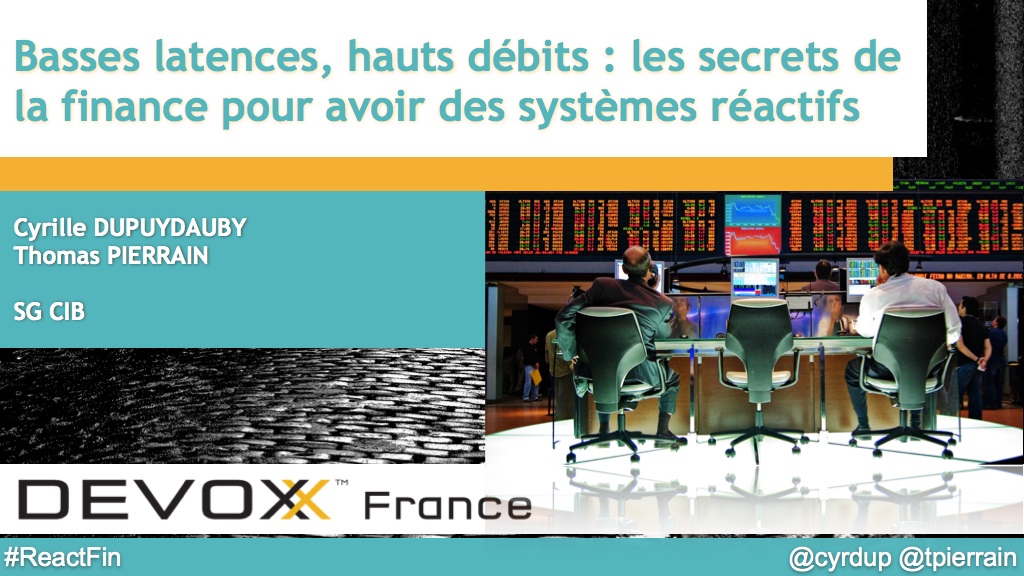 Basses latences, hauts débits : les secrets de
la finance pour avoir des systèmes réactifs
Cyrille DUPUYDAUBY
Thomas PIERRAIN
SG CIB
DEVOXX™ France
#ReactFin
@cyrdup @tpierrain